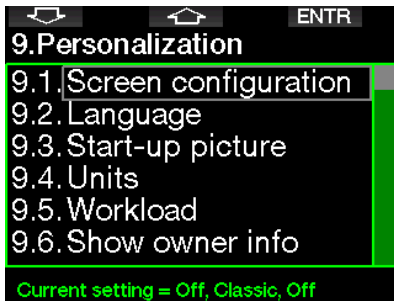 ENTR
9.Personalization
9.1.Screen configuration
9.2.Language
9.3.Start-up picture
9.4.Units
9.5.Workload
9.6.Show owner info
Current setting = Off, Classic, Off